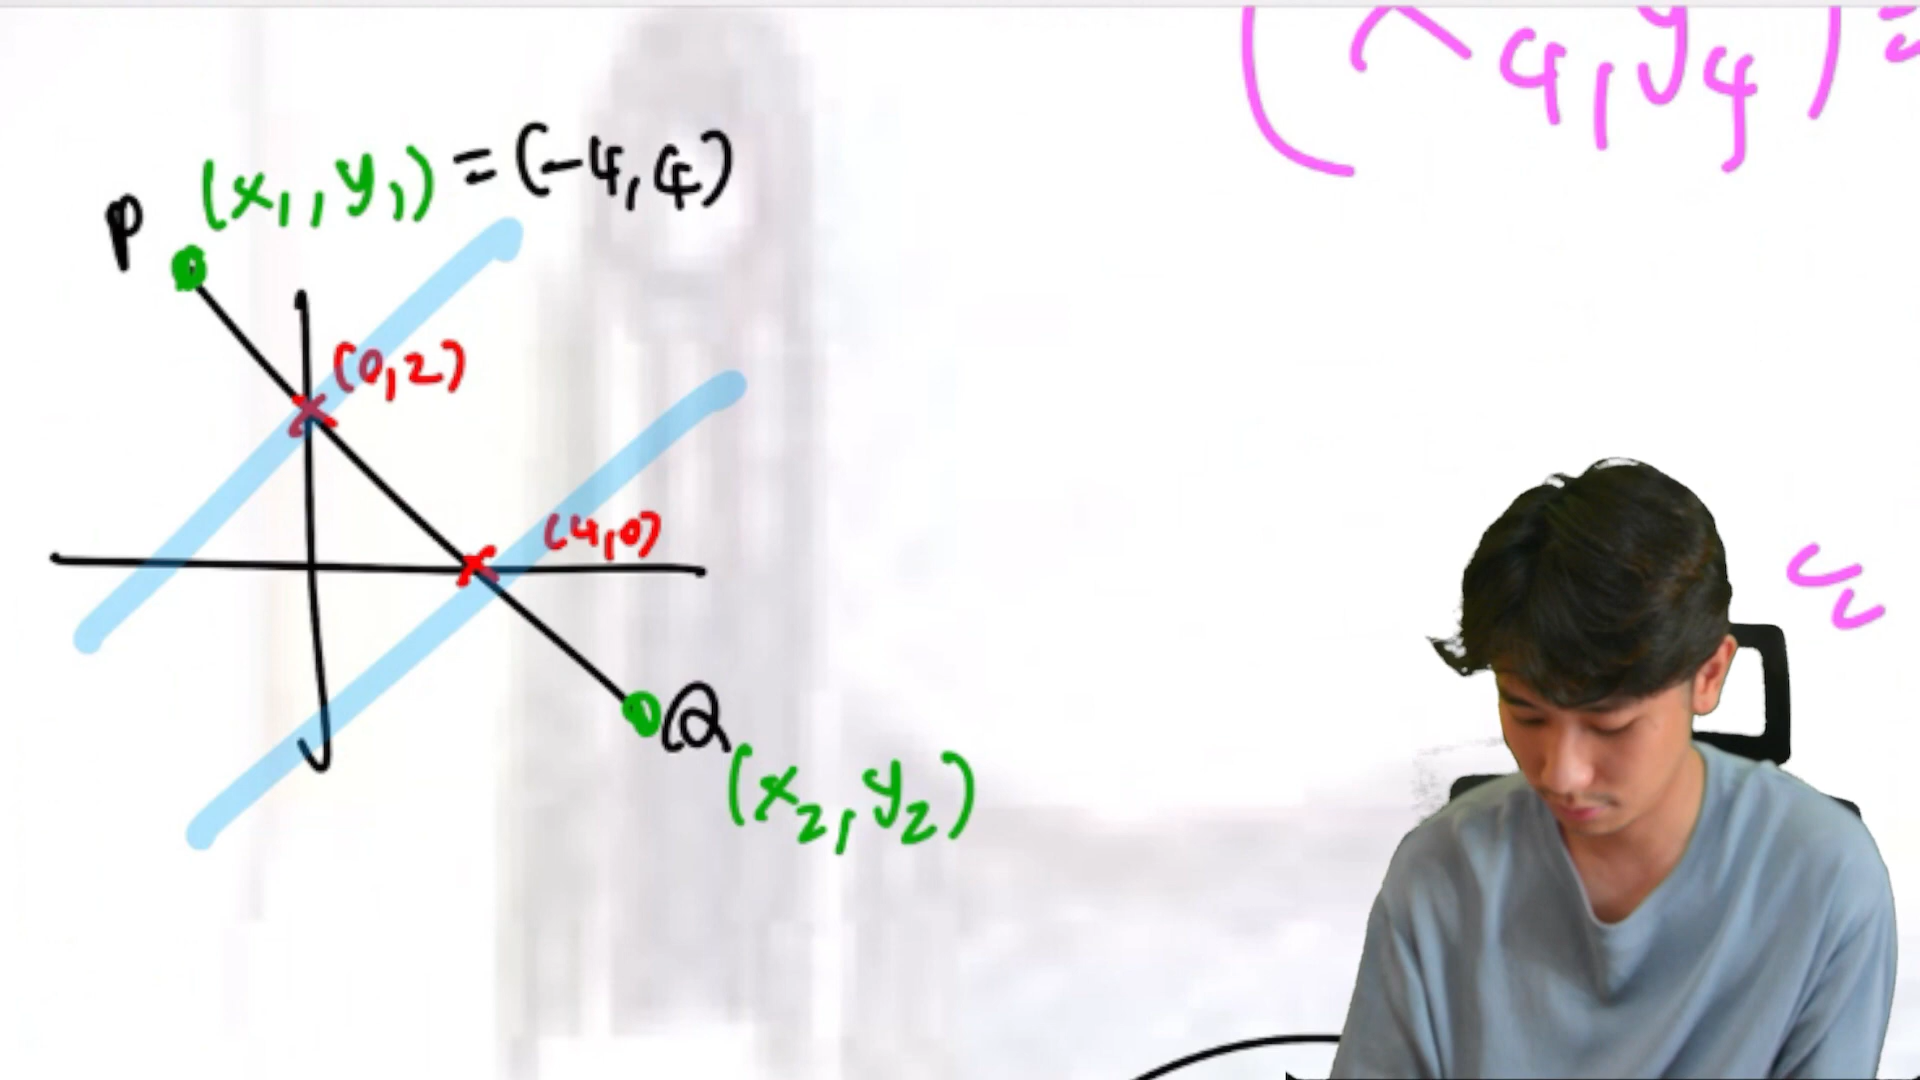 (x₄,y₄)=
P (x₁,y₁) = (-4,4)
(0,2)
(4,0)
Q
(x₂,y₂)